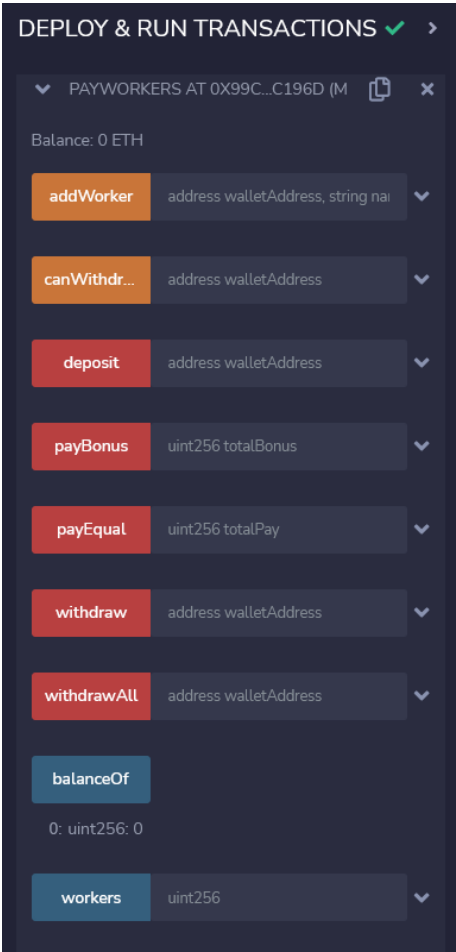 DEPLOY & RUN TRANSACTIONS
PAYWORKERS AT 0X99C...C196D (M
Balance: 0 ETH
addWorker address walletAddress, string nai
canWithdr... address walletAddress
deposit address walletAddress
payBonus uint256 totalBonus
payEqual uint256 totalPay
withdraw address walletAddress
withdrawAll address walletAddress
balanceOf
0: uint256: 0
workers uint256